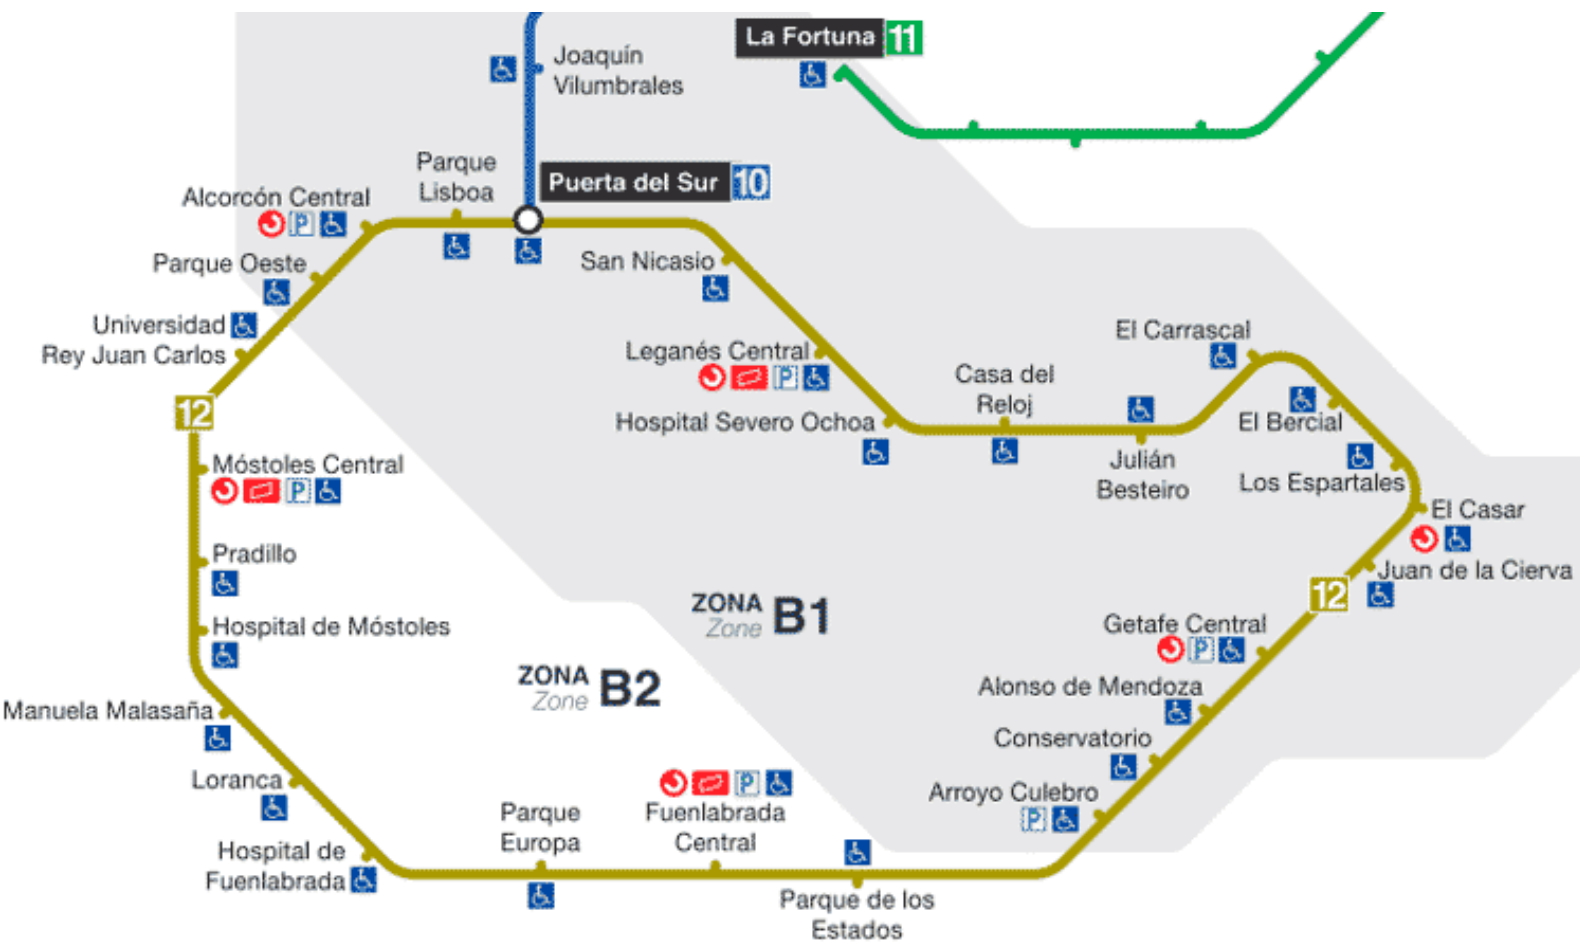 La Fortuna 11
Joaquín
Vilumbrales
Parque
Lisboa
Puerta del Sur 10
Alcorcón Central
P
Parque Oeste
San Nicasio
Universidad
Rey Juan Carlos
El Carrascal
Leganés Central
P
Casa del
Reloj
12
Hospital Severo Ochoa
El Bercial
Julián
Besteiro
Móstoles Central
P
Los Espartales
El Casar
Pradillo
Juan de la Cierva
12
ZONA
Zone
B1
Getafe Central
P
Hospital de Móstoles
ZONA
Zone
B2
Alonso de Mendoza
Manuela Malasaña
Conservatorio
Loranca
P
Fuenlabrada
Central
Arroyo Culebro
P
Parque
Europa
Hospital de
Fuenlabrada
Parque de los
Estados